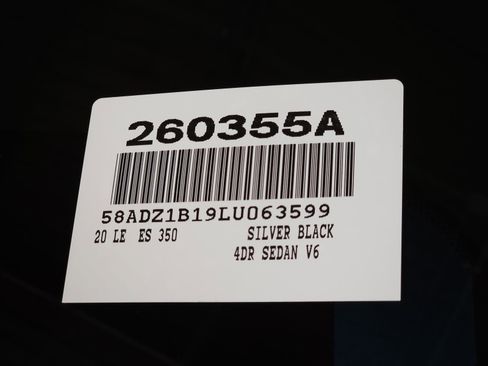 260355A
58ADZ1B19LU063599
20 LE ES 350 SILVER BLACK
4DR SEDAN V6